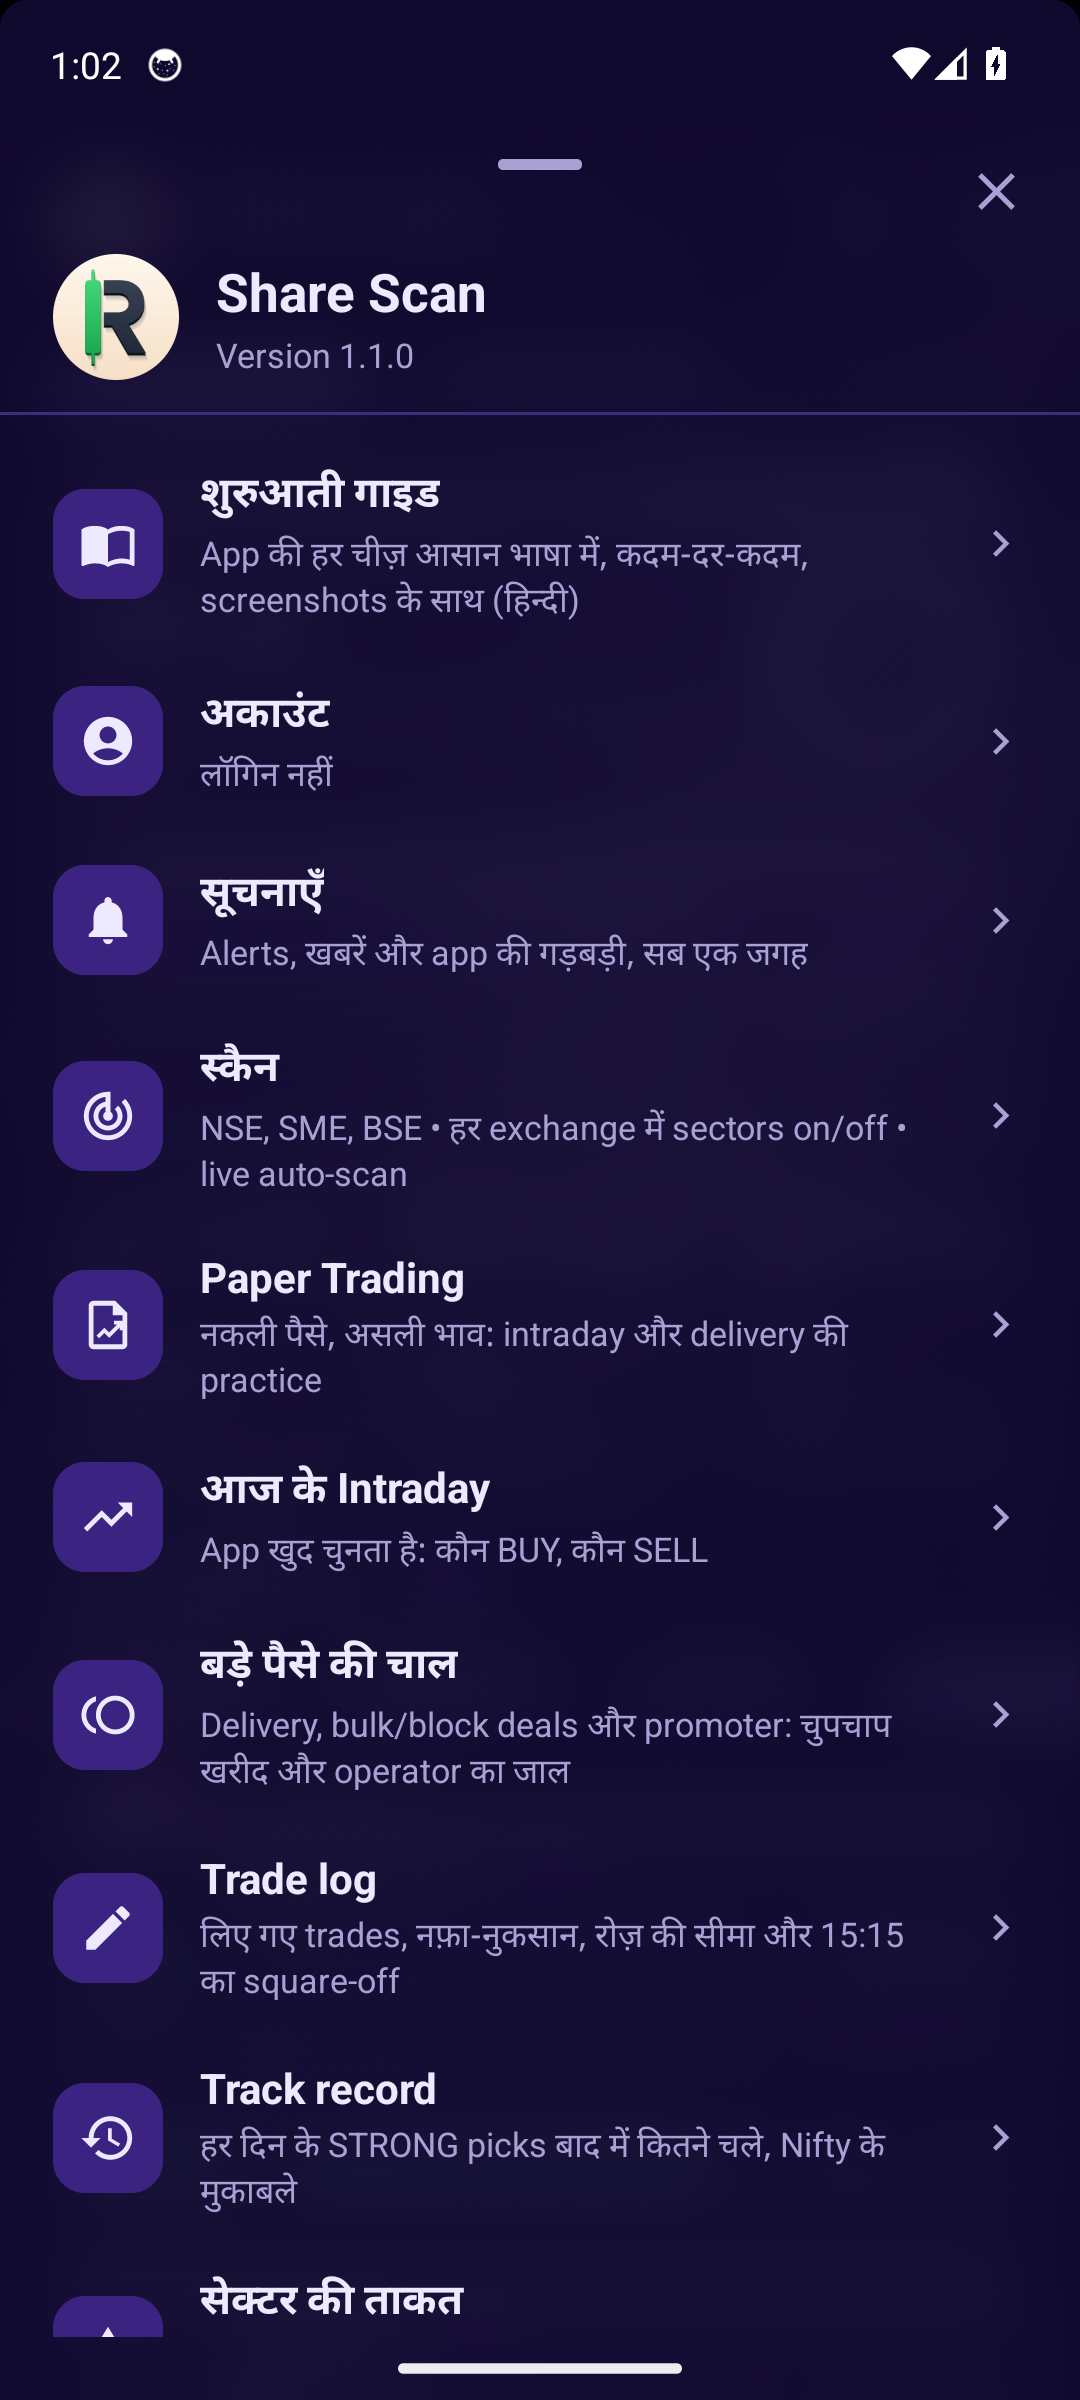 1:02
Share Scan
Version 1.1.0
शुरुआती गाइड
App की हर चीज़ आसान भाषा में, कदम-दर-कदम,
screenshots के साथ (हिन्दी)
अकाउंट
लॉगिन नहीं
सूचनाएँ
Alerts, खबरें और app की गड़बड़ी, सब एक जगह
स्कैन
NSE, SME, BSE • हर exchange में sectors on/off •
live auto-scan
Paper Trading
नकली पैसे, असली भाव: intraday और delivery की
practice
आज के Intraday
App खुद चुनता है: कौन BUY, कौन SELL
बड़े पैसे की चाल
Delivery, bulk/block deals और promoter: चुपचाप
खरीद और operator का जाल
Trade log
लिए गए trades, नफ़ा-नुकसान, रोज़ की सीमा और 15:15
का square-off
Track record
हर दिन के STRONG picks बाद में कितने चले, Nifty के
मुकाबले
सेक्टर की ताकत